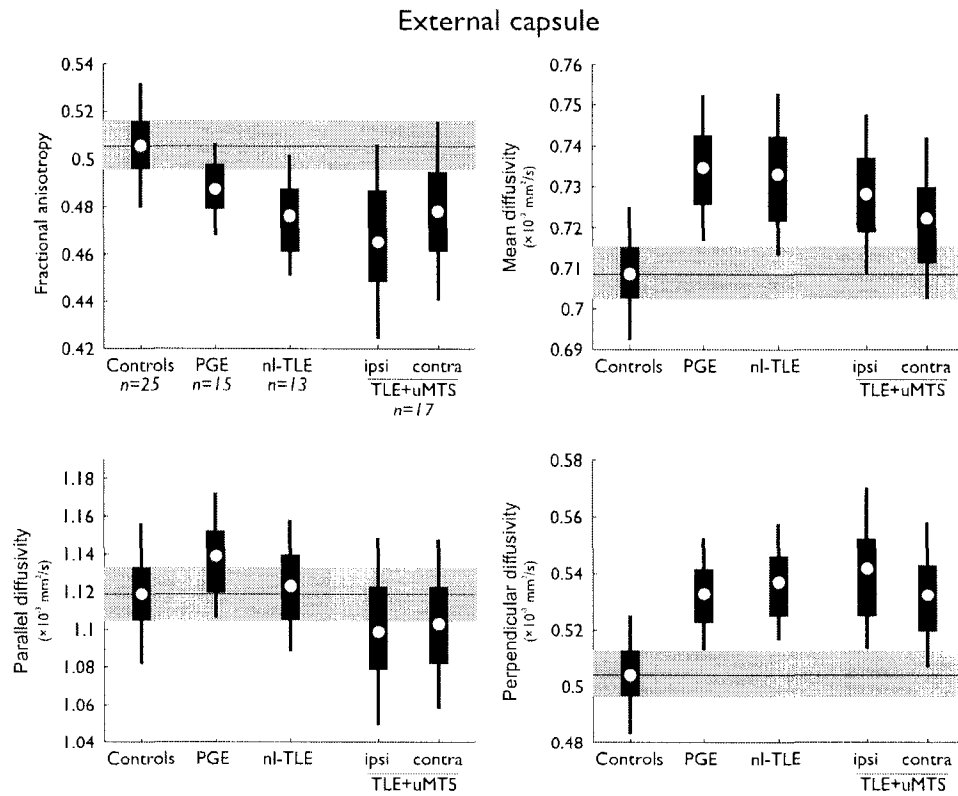 External capsule
Fractional anisotropy
0.54
0.52
0.5
0.48
0.46
0.44
0.42
Controls PGE nl-TLE ipsi contra
n=25 n=15 n=13 TLE+uMTS
n=17
Mean diffusivity
(×10⁻³ mm²/s)
0.76
0.75
0.74
0.73
0.72
0.71
0.7
0.69
Controls PGE nl-TLE ipsi contra
TLE+uMTS
Parallel diffusivity
(×10⁻³ mm²/s)
1.18
1.16
1.14
1.12
1.1
1.08
1.06
1.04
Controls PGE nl-TLE ipsi contra
TLE+uMTS
Perpendicular diffusivity
(×10⁻³ mm²/s)
0.58
0.56
0.54
0.52
0.5
0.48
Controls PGE nl-TLE ipsi contra
TLE+uMTS